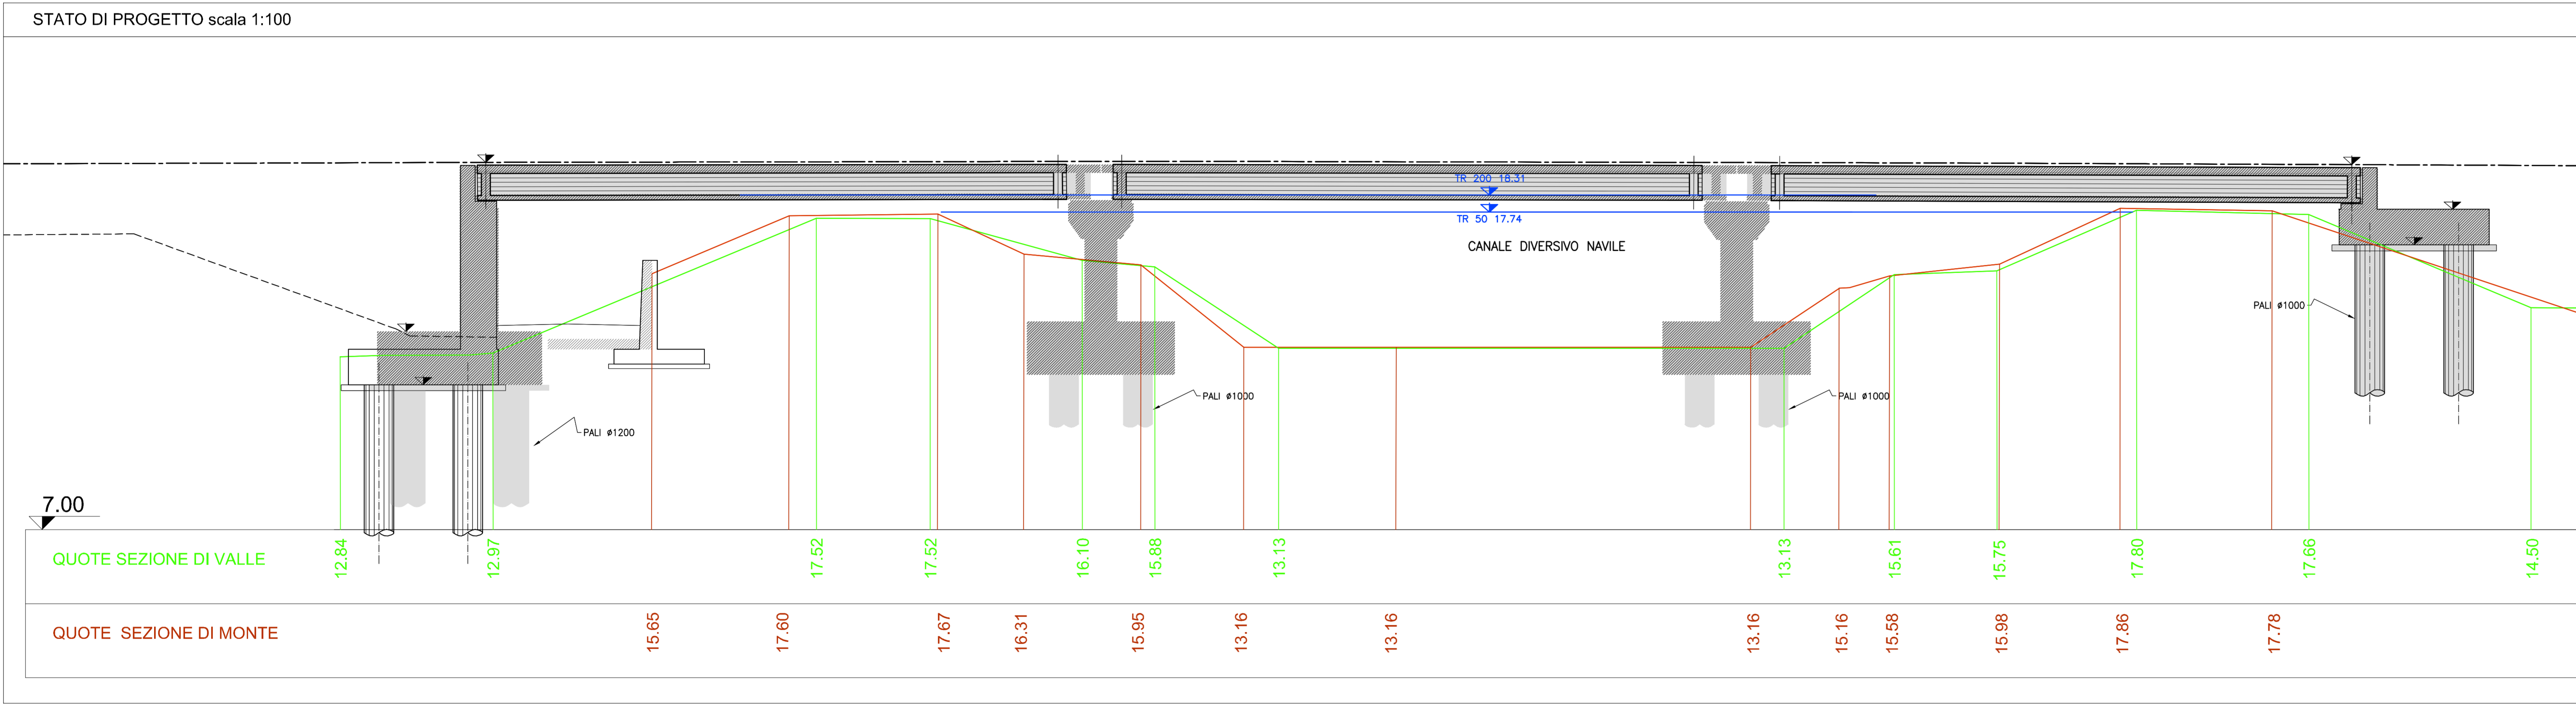 STATO DI PROGETTO scala 1:100
TR 200 18.31
TR 50 17.74
CANALE DIVERSIVO NAVILE
PALI ø1000
PALI ø1000
PALI ø1000
PALI ø1200
7.00
QUOTE SEZIONE DI VALLE
12.84 12.97 17.52 17.52 16.10 15.88 13.13 13.13 15.61 15.75 17.80 17.66 14.50
QUOTE SEZIONE DI MONTE
15.65 17.60 17.67 16.31 15.95 13.16 13.16 13.16 15.16 15.58 15.98 17.86 17.78